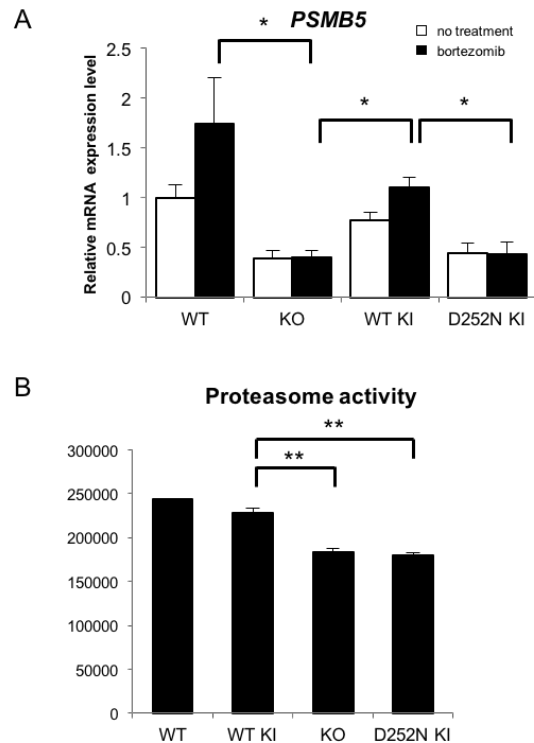 A
PSMB5
no treatment
bortezomib
*
*
*
Relative mRNA expression level
2.5
2
1.5
1
0.5
0
WT KO WT KI D252N KI
B
Proteasome activity
**
**
300000
250000
200000
150000
100000
50000
0
WT WT KI KO D252N KI